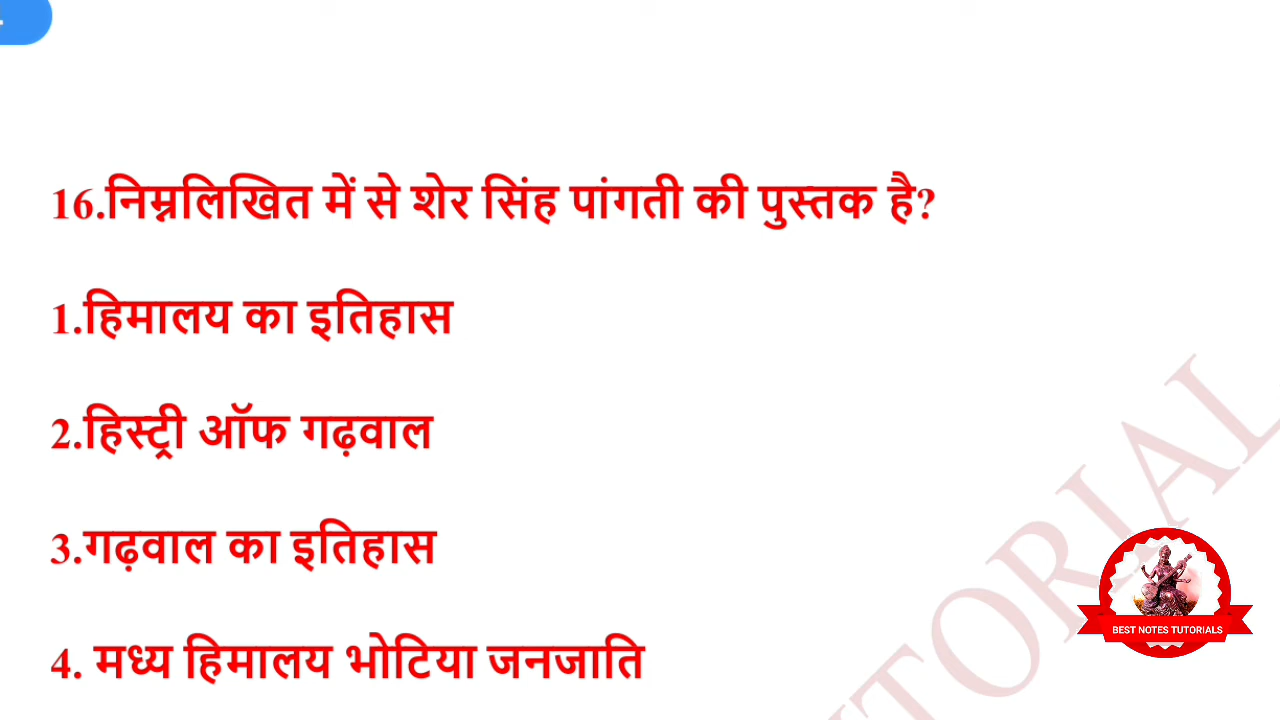 16.निम्नलिखित में से शेर सिंह पांगती की पुस्तक है?
1.हिमालय का इतिहास
2.हिस्ट्री ऑफ गढ़वाल
3.गढ़वाल का इतिहास
4. मध्य हिमालय भोटिया जनजाति
TUTORIAL
BEST NOTES TUTORIALS